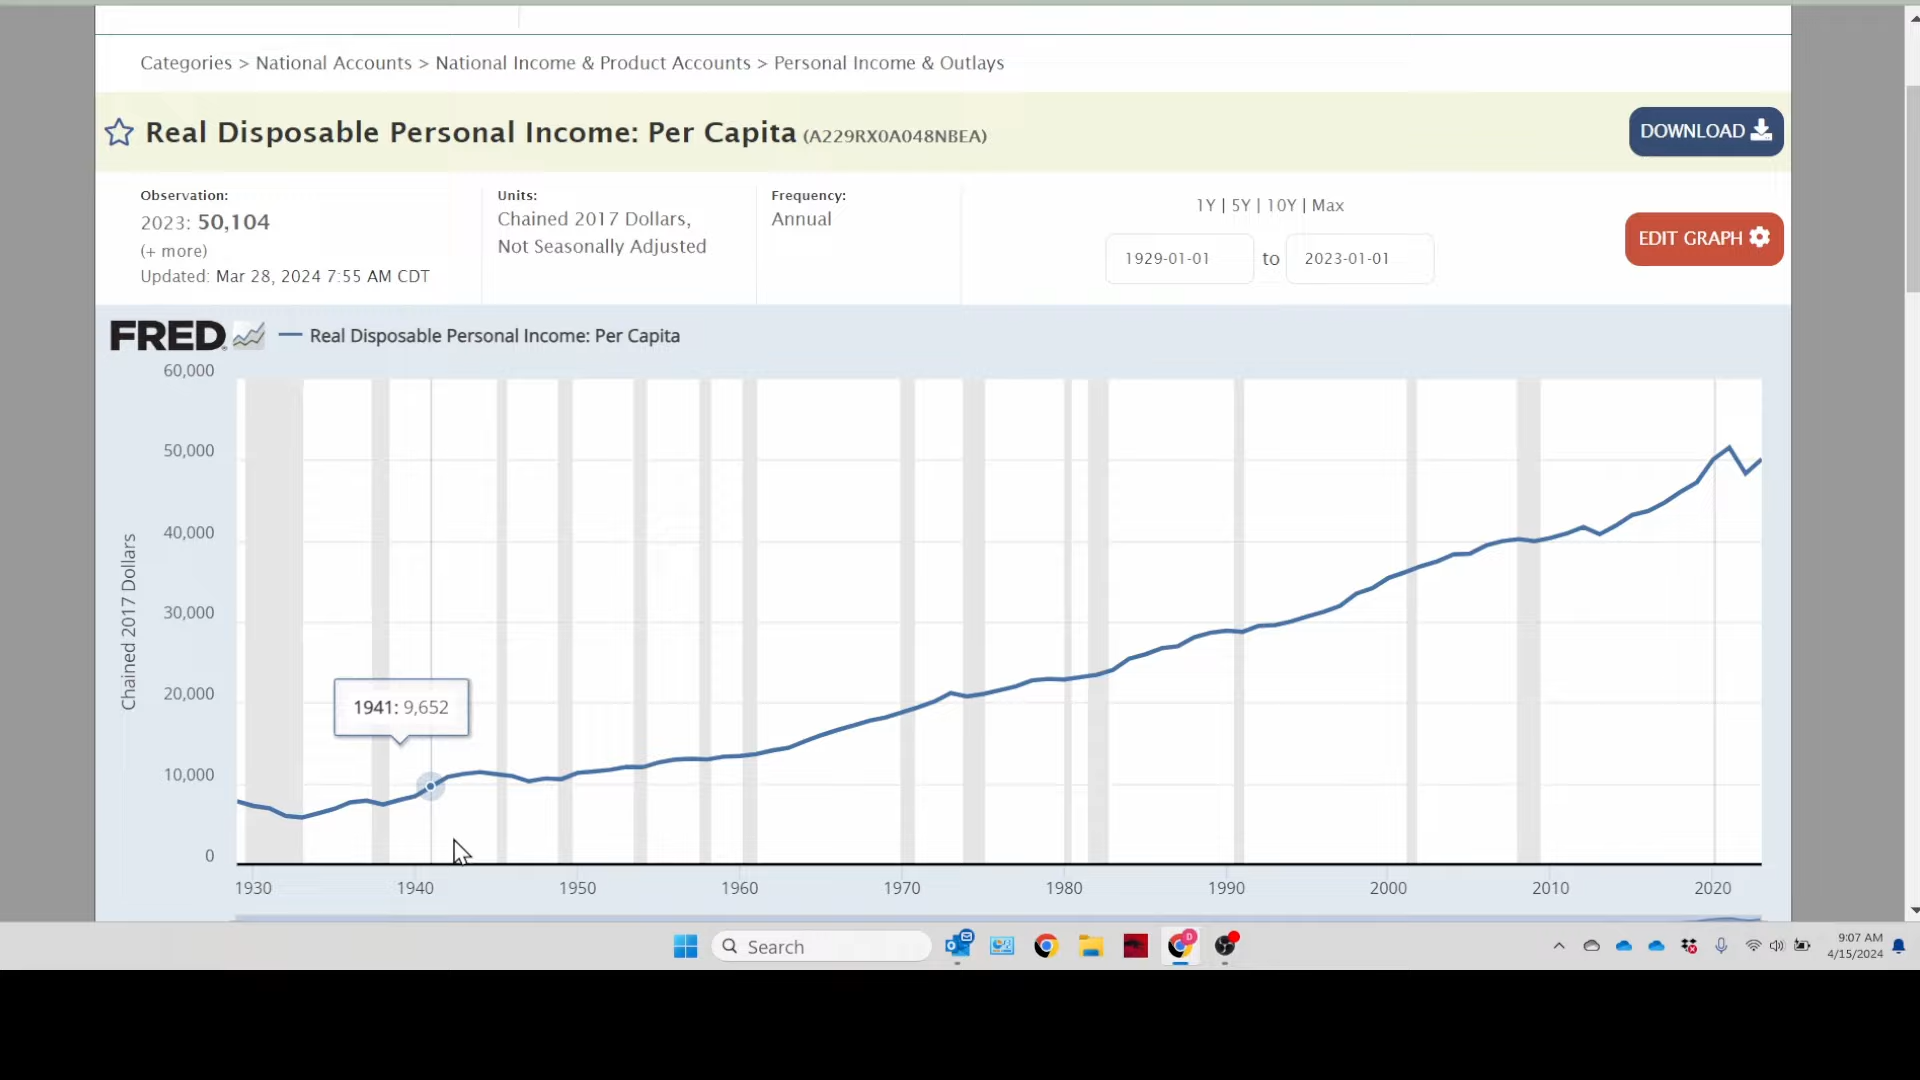 Categories > National Accounts > National Income & Product Accounts > Personal Income & Outlays
Real Disposable Personal Income: Per Capita (A229RX0A048NBEA)
DOWNLOAD
Observation:
2023: 50,104
(+ more)
Updated: Mar 28, 2024 7:55 AM CDT
Units:
Chained 2017 Dollars,
Not Seasonally Adjusted
Frequency:
Annual
1Y | 5Y | 10Y | Max
1929-01-01 to 2023-01-01
EDIT GRAPH
FRED
Real Disposable Personal Income: Per Capita
Chained 2017 Dollars
60,000
50,000
40,000
30,000
20,000
10,000
0
1941: 9,652
1930 1940 1950 1960 1970 1980 1990 2000 2010 2020
Search
9:07 AM
4/15/2024